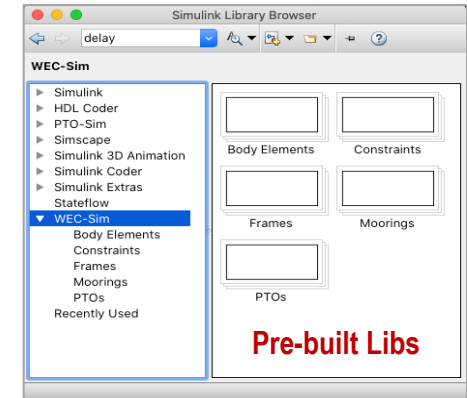 Simulink Library Browser
delay
WEC-Sim
Simulink
HDL Coder
PTO-Sim
Simscape
Simulink 3D Animation
Simulink Coder
Simulink Extras
Stateflow
WEC-Sim
Body Elements
Constraints
Frames
Moorings
PTOs
Recently Used
Body Elements Constraints
Frames Moorings
PTOs
Pre-built Libs